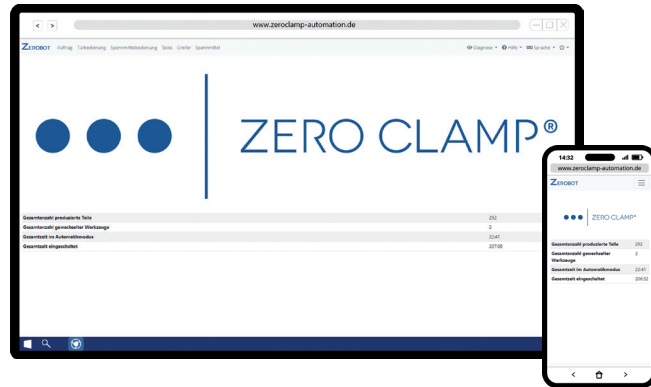 www.zeroclamp-automation.de
ZEROBOT Auftrag Türbedienung Spannmittelbedienung Tasks Greifer Spannmittel Diagnose Hilfe Sprache
ZERO CLAMP®
Gesamtanzahl produzierte Teile 292
Gesamtanzahl gewechselter Werkzeuge 2
Gesamtzeit im Automatikmodus 22:41
Gesamtzeit eingeschaltet 207:00
14:32
www.zeroclamp-automation.de
ZEROBOT
ZERO CLAMP®
Gesamtanzahl produzierte Teile 292
Gesamtanzahl gewechselter 2
Werkzeuge
Gesamtzeit im Automatikmodus 22:41
Gesamtzeit eingeschaltet 206:52